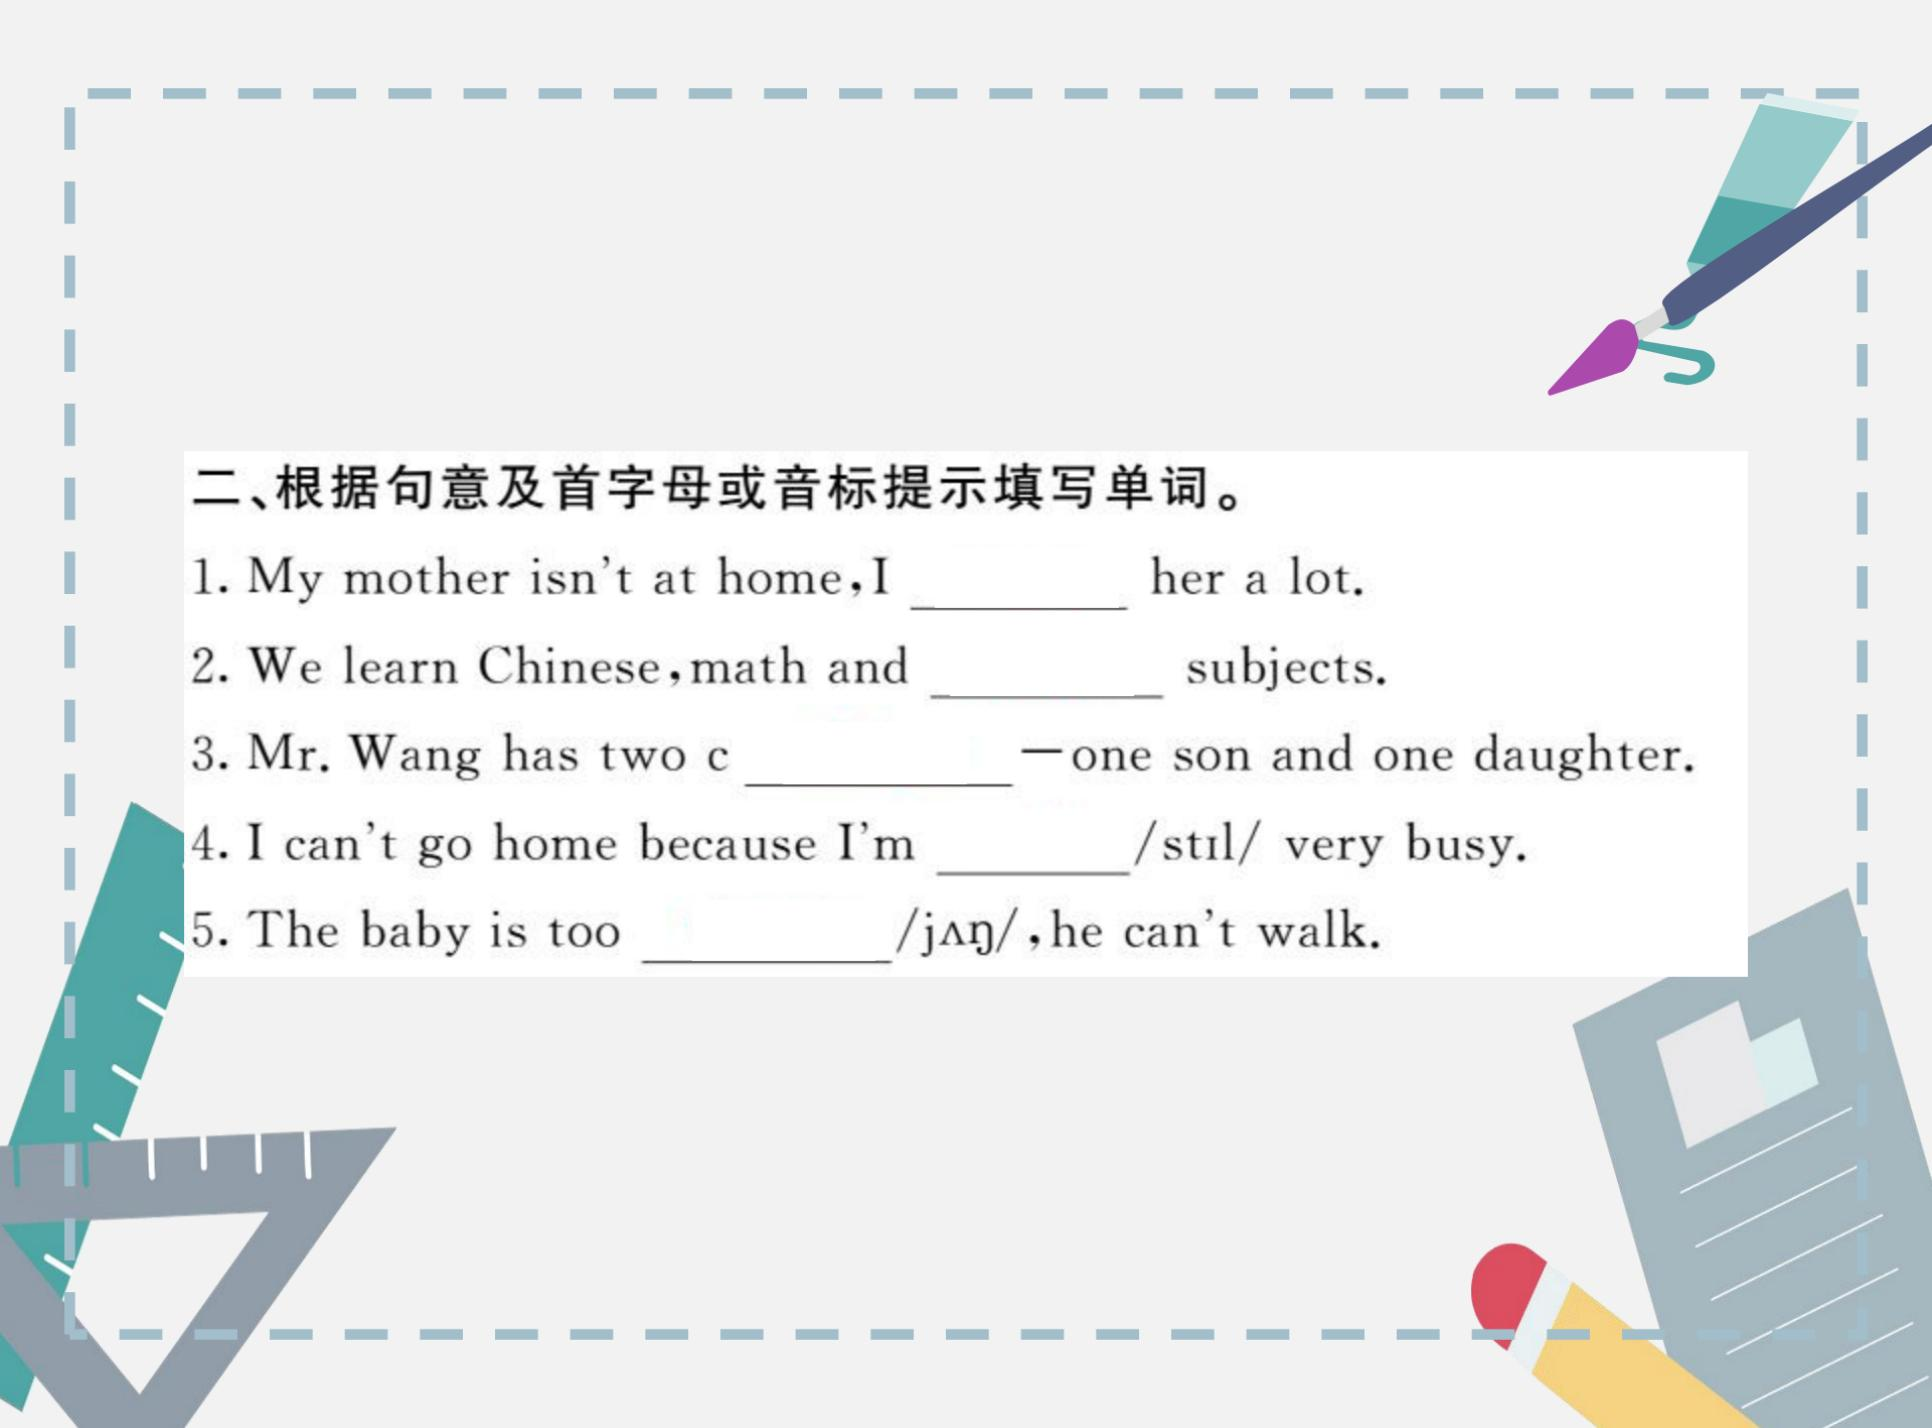 二、根据句意及首字母或音标提示填写单词。
1. My mother isn't at home,I ________ her a lot.
2. We learn Chinese,math and ________ subjects.
3. Mr. Wang has two c ________ —one son and one daughter.
4. I can't go home because I'm ________/stɪl/ very busy.
5. The baby is too ________/jʌŋ/,he can't walk.